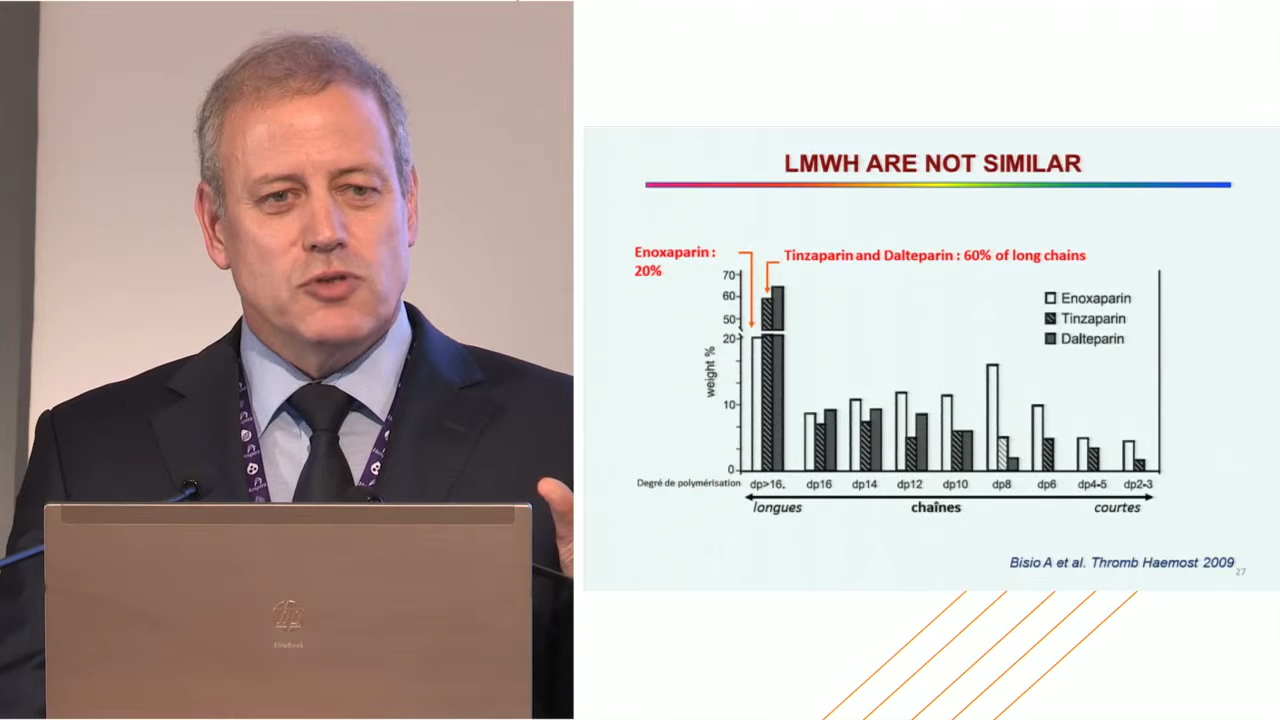 LMWH ARE NOT SIMILAR
Enoxaparin :
20%
Tinzaparin and Dalteparin : 60% of long chains
70
60
50
20
10
0
weight %
Enoxaparin
Tinzaparin
Dalteparin
Degré de polymérisation dp>16. dp16 dp14 dp12 dp10 dp8 dp6 dp4-5 dp2-3
longues chaînes courtes
Bisio A et al. Thromb Haemost 2009
27
EliteBook